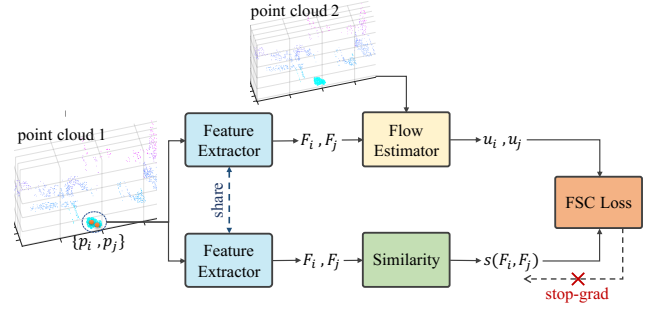 point cloud 2
point cloud 1
{p_i , p_j}
Feature
Extractor
F_i , F_j
Flow
Estimator
u_i , u_j
share
FSC Loss
Feature
Extractor
F_i , F_j
Similarity
s(F_i, F_j)
stop-grad